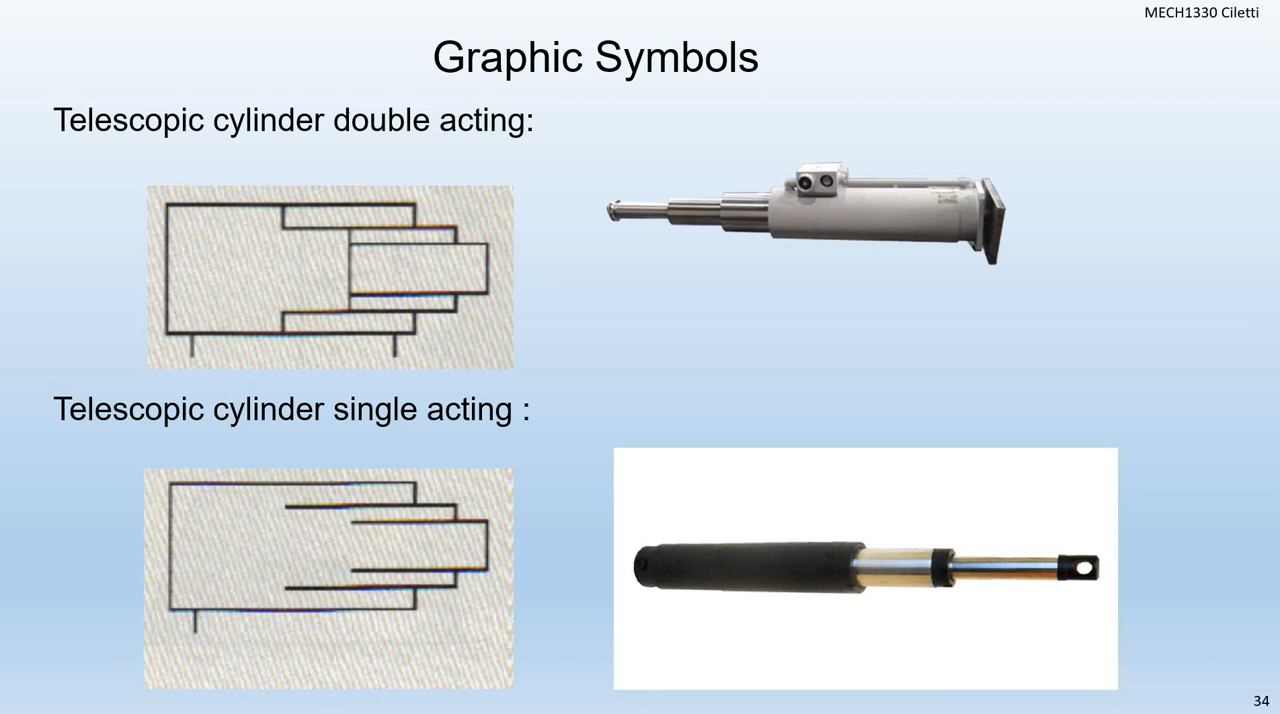 MECH1330 Ciletti
Graphic Symbols
Telescopic cylinder double acting:
Telescopic cylinder single acting :
34